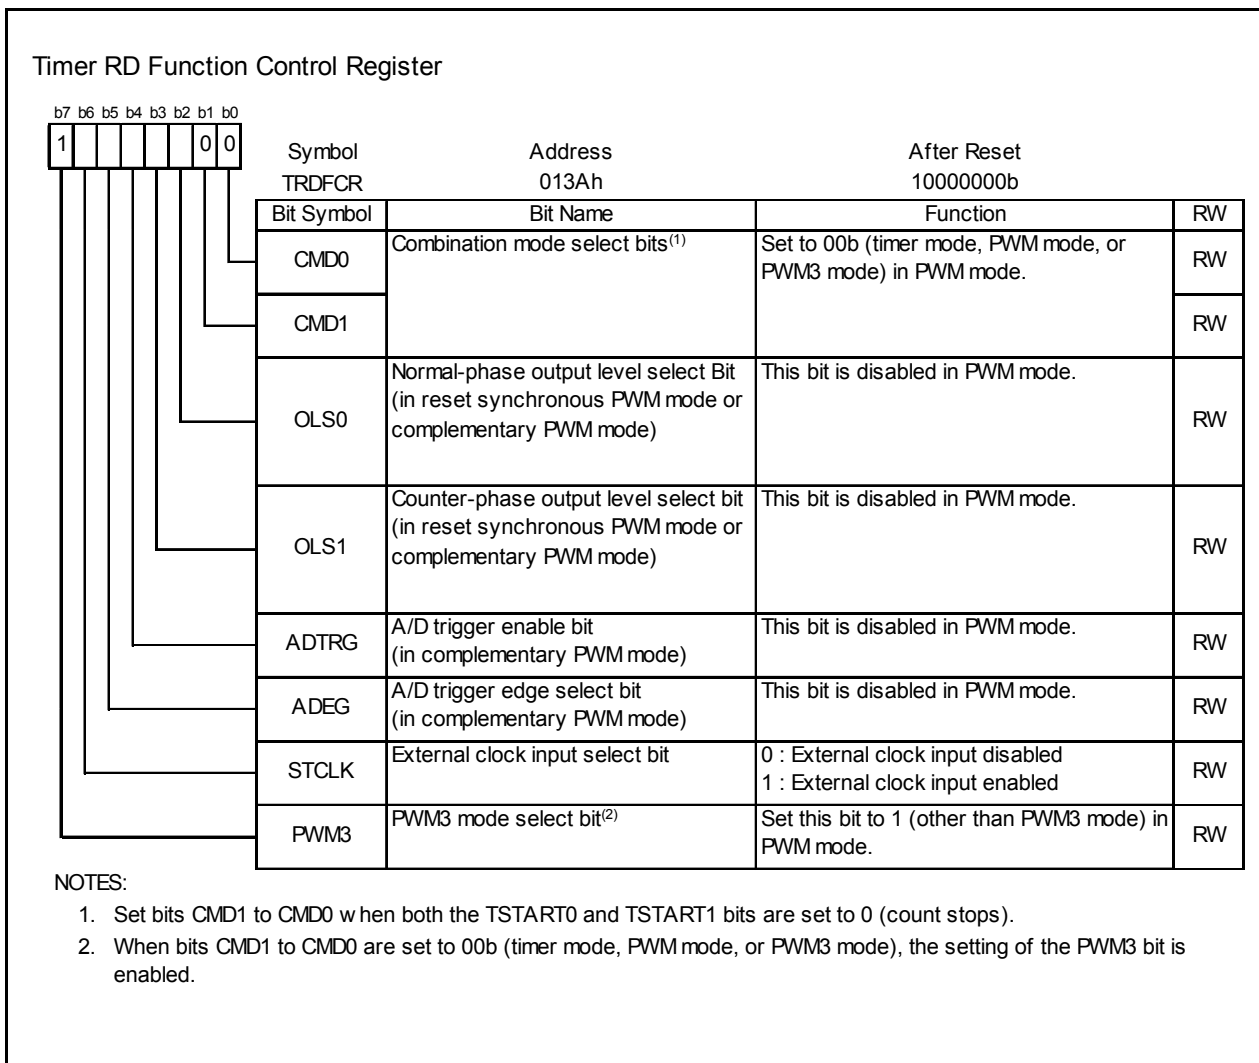 Timer RD Function Control Register
b7 b6 b5 b4 b3 b2 b1 b0
1 0 0
Symbol Address After Reset
TRDFCR 013Ah 10000000b
Bit Symbol Bit Name Function RW
CMD0 Combination mode select bits(1) Set to 00b (timer mode, PWM mode, or PWM3 mode) in PWM mode. RW
CMD1 RW
OLS0 Normal-phase output level select Bit (in reset synchronous PWM mode or complementary PWM mode) This bit is disabled in PWM mode. RW
OLS1 Counter-phase output level select bit (in reset synchronous PWM mode or complementary PWM mode) This bit is disabled in PWM mode. RW
ADTRG A/D trigger enable bit (in complementary PWM mode) This bit is disabled in PWM mode. RW
ADEG A/D trigger edge select bit (in complementary PWM mode) This bit is disabled in PWM mode. RW
STCLK External clock input select bit 0 : External clock input disabled 1 : External clock input enabled RW
PWM3 PWM3 mode select bit(2) Set this bit to 1 (other than PWM3 mode) in PWM mode. RW
NOTES:
1. Set bits CMD1 to CMD0 when both the TSTART0 and TSTART1 bits are set to 0 (count stops).
2. When bits CMD1 to CMD0 are set to 00b (timer mode, PWM mode, or PWM3 mode), the setting of the PWM3 bit is
enabled.